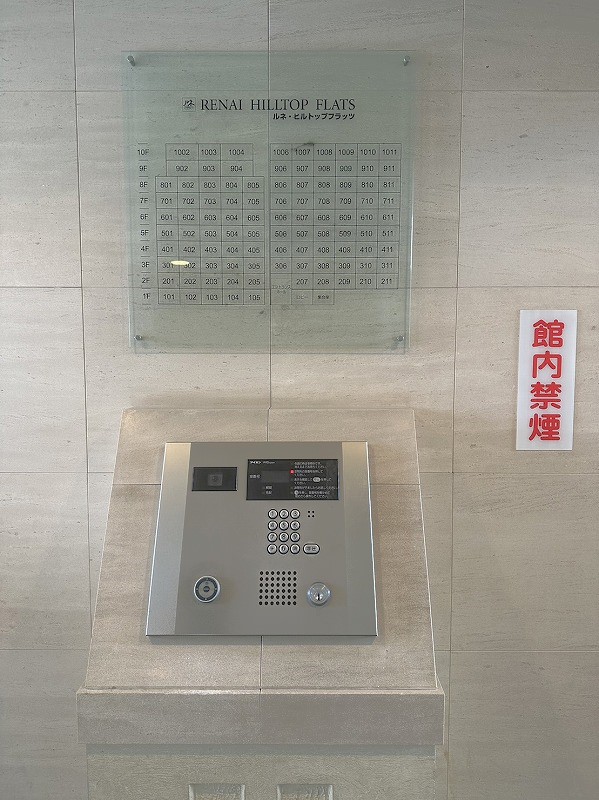 RENAI HILLTOP FLATS
ルネ・ヒルトップフラッツ
10F 1002 1003 1004 1006 1007 1008 1009 1010 1011
9F 902 903 904 906 907 908 909 910 911
8F 801 802 803 804 805 806 807 808 809 810 811
7F 701 702 703 704 705 706 707 708 709 710 711
6F 601 602 603 604 605 606 607 608 609 610 611
5F 501 502 503 504 505 506 507 508 509 510 511
4F 401 402 403 404 405 406 407 408 409 410 411
3F 301 302 303 304 305 306 307 308 309 310 311
2F 201 202 203 204 205 207 208 209 210 211
1F 101 102 103 104 105
館内禁煙